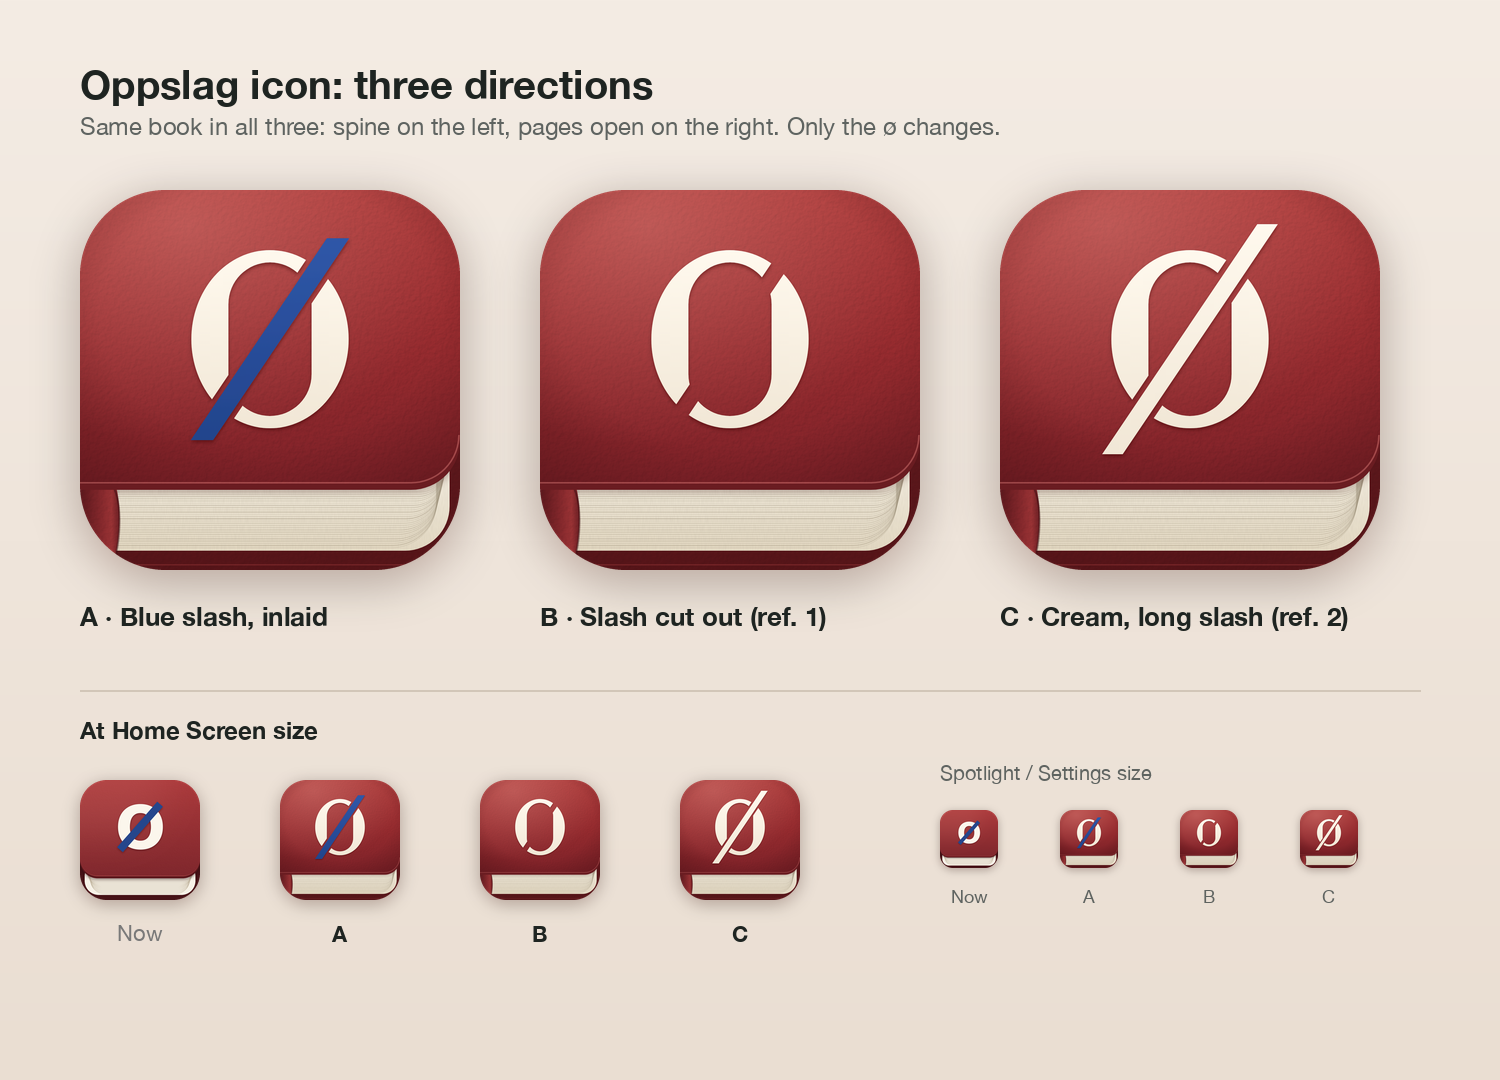 Oppslag icon: three directions
Same book in all three: spine on the left, pages open on the right. Only the ø changes.
Ø
Ø
Ø
A · Blue slash, inlaid
B · Slash cut out (ref. 1)
C · Cream, long slash (ref. 2)
At Home Screen size
Spotlight / Settings size
Ø
Ø
Ø
Ø
Ø
Ø
Ø
Ø
Now
A
B
C
Now
A
B
C